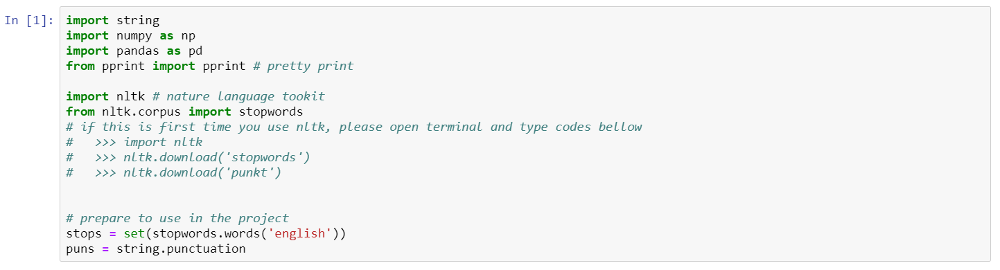 In [1]: import string
import numpy as np
import pandas as pd
from pprint import pprint # pretty print
import nltk # nature language tookit
from nltk.corpus import stopwords
# if this is first time you use nltk, please open terminal and type codes bellow
#   >>> import nltk
#   >>> nltk.download('stopwords')
#   >>> nltk.download('punkt')
# prepare to use in the project
stops = set(stopwords.words('english'))
puns = string.punctuation